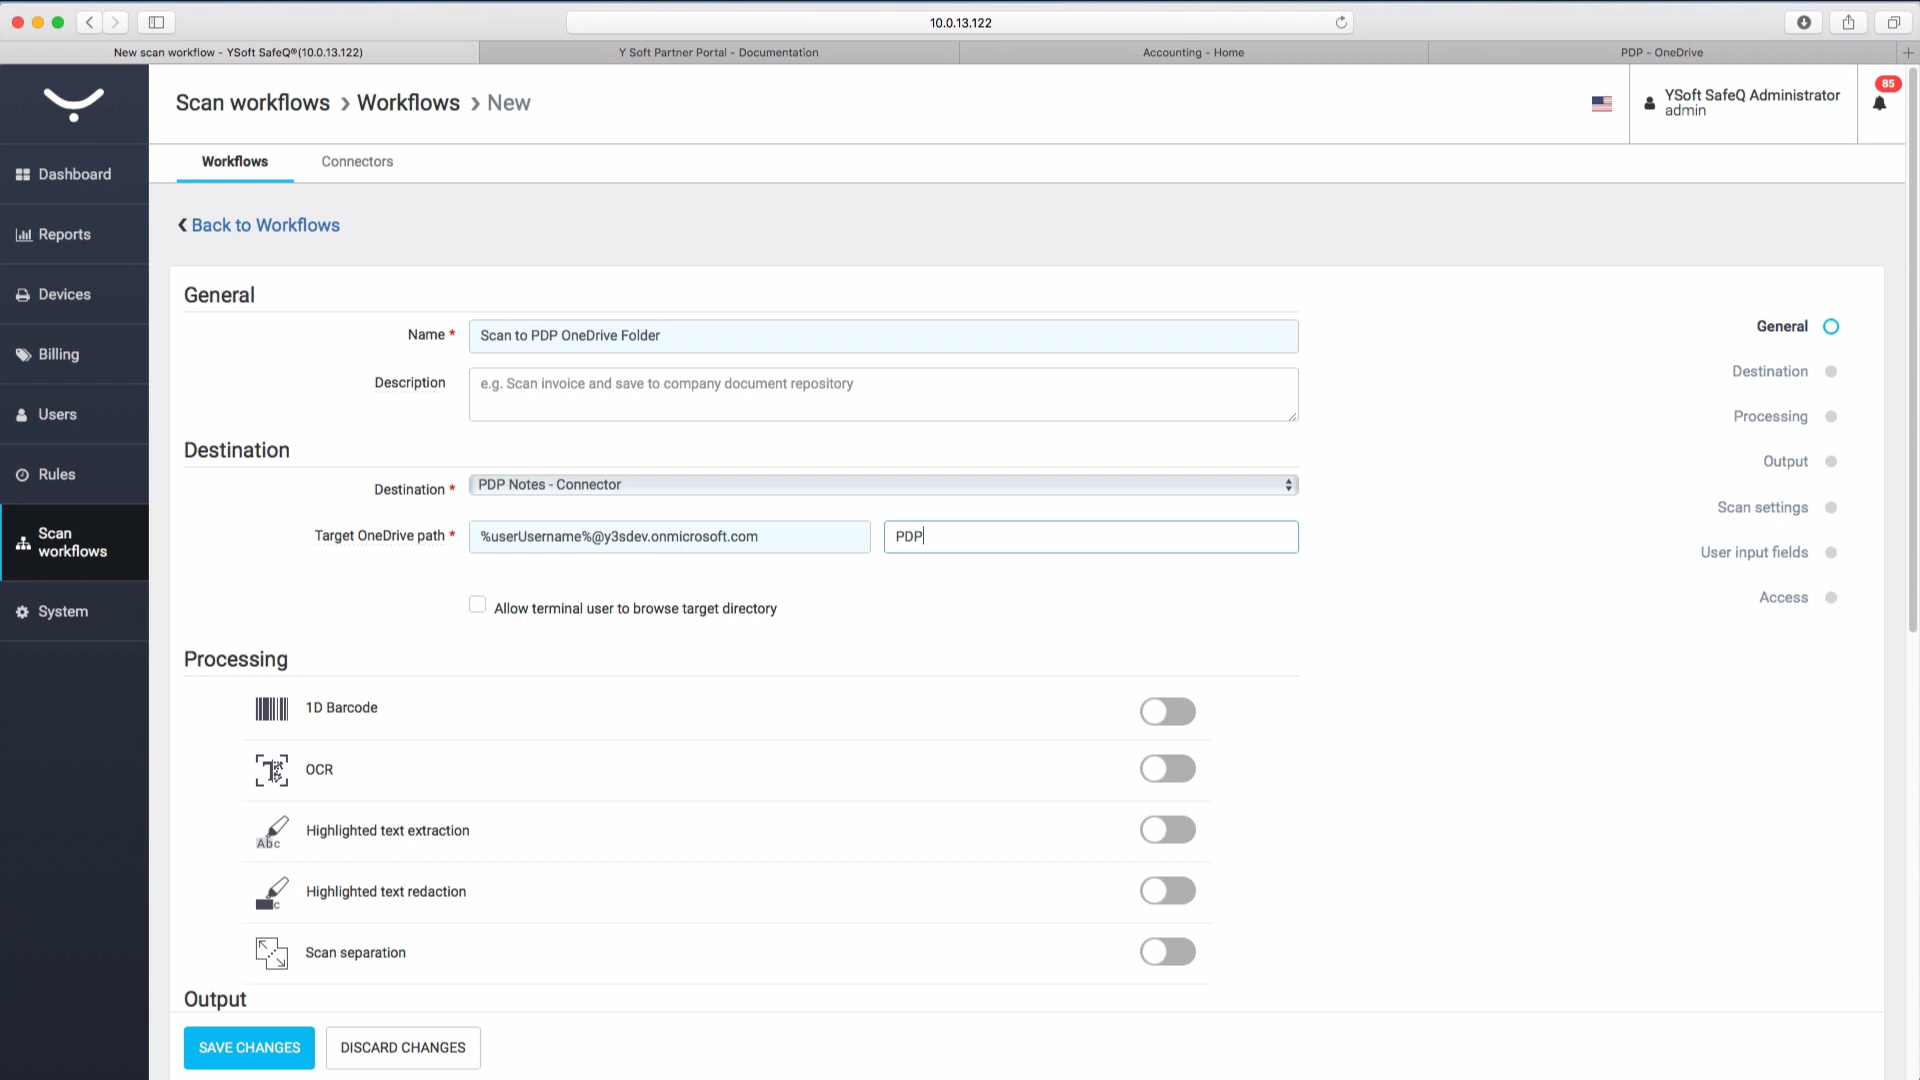 10.0.13.122
New scan workflow - YSoft SafeQ®(10.0.13.122)
Y Soft Partner Portal - Documentation
Accounting - Home
PDP - OneDrive
Scan workflows › Workflows › New
YSoft SafeQ Administrator
admin
85
Workflows
Connectors
Dashboard
Reports
Devices
Billing
Users
Rules
Scan
workflows
System
Back to Workflows
General
Name *
Scan to PDP OneDrive Folder
Description
e.g. Scan invoice and save to company document repository
Destination
Destination *
PDP Notes - Connector
Target OneDrive path *
%userUsername%@y3sdev.onmicrosoft.com
PDP
Allow terminal user to browse target directory
Processing
1D Barcode
OCR
Abc
Highlighted text extraction
c
Highlighted text redaction
Scan separation
Output
SAVE CHANGES
DISCARD CHANGES
General
Destination
Processing
Output
Scan settings
User input fields
Access